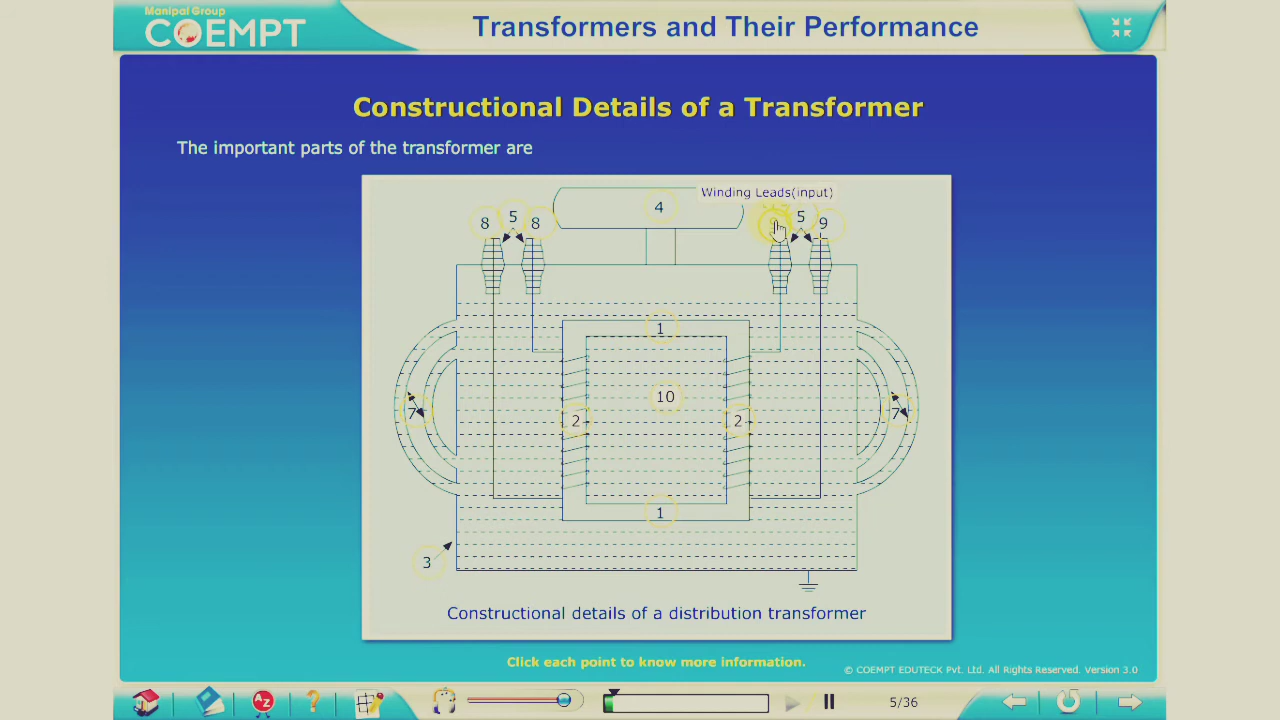 Manipal Group
COEMPT
Transformers and Their Performance
Constructional Details of a Transformer
The important parts of the transformer are
Winding Leads(input)
4
8 5 8
5 9
1
10
2 2
7 7
1
3
Constructional details of a distribution transformer
Click each point to know more information.
© COEMPT EDUTECK Pvt. Ltd. All Rights Reserved. Version 3.0
A Z
?
5/36